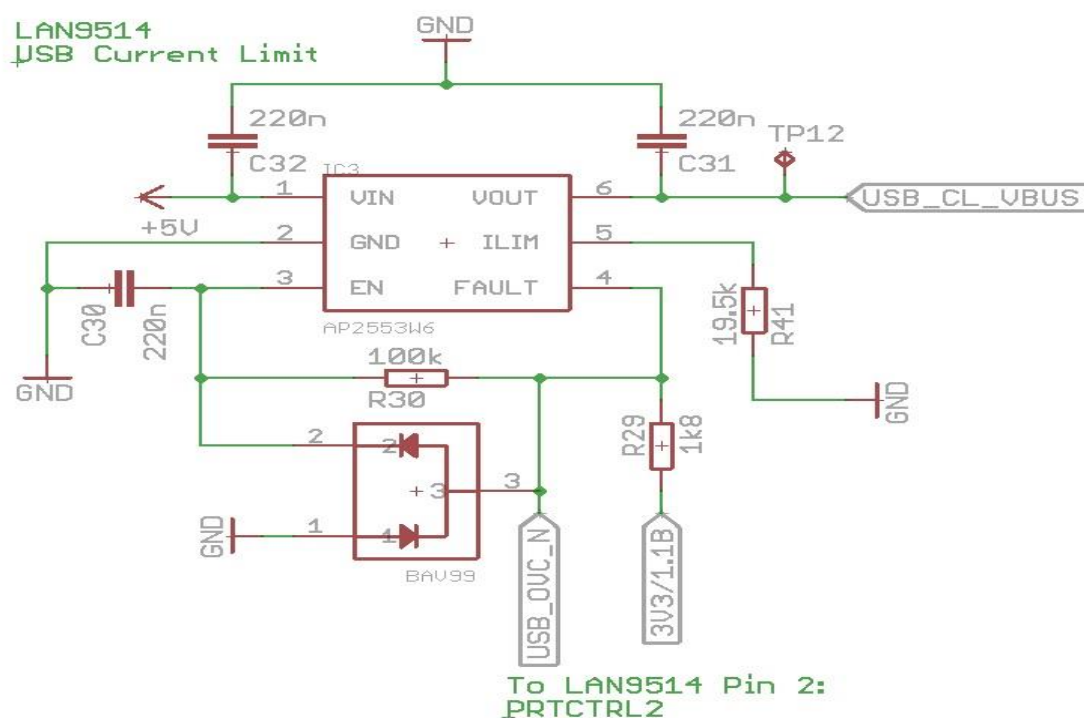 LAN9514
USB Current Limit
GND
220n
C32
220n
C31
TP12
IC3
+5V
1
VIN
VOUT
6
USB_CL_VBUS
2
GND
ILIM
5
3
EN
FAULT
4
C30
220n
GND
AP2553W6
19.5k
R41
GND
100k
R30
R29
1k8
2
2
3
3
GND
1
1
BAV99
USB_OVC_N
3V3/1.1B
To LAN9514 Pin 2:
PRTCTRL2